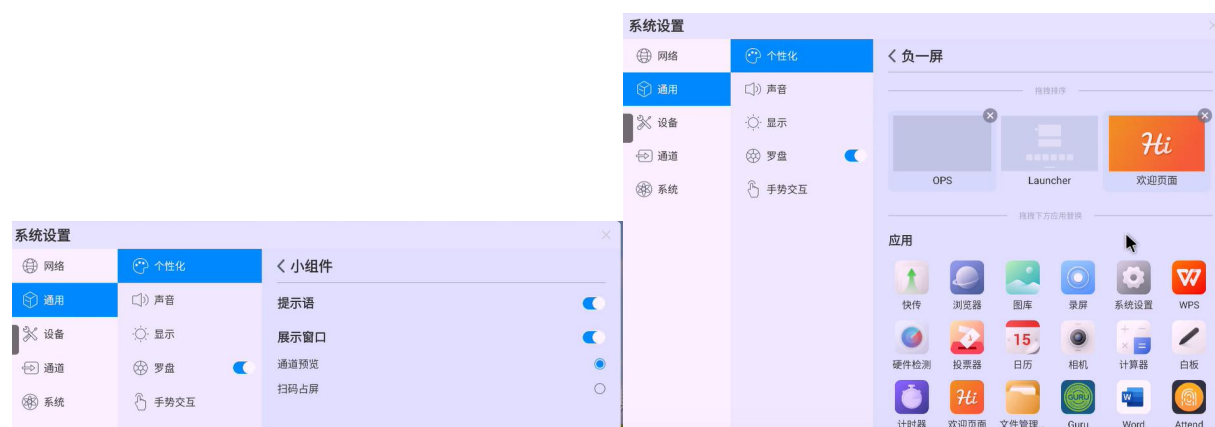 系统设置
网络
通用
设备
通道
系统
个性化
声音
显示
罗盘
手势交互
小组件
提示语
展示窗口
通道预览
扫码占屏
系统设置
网络
通用
设备
通道
系统
个性化
声音
显示
罗盘
手势交互
负一屏
拖拽排序
OPS
Launcher
Hi
欢迎页面
拖拽下方应用替换
应用
快传
浏览器
图库
录屏
系统设置
W
WPS
硬件检测
投票器
15
日历
相机
计算器
白板
计时器
Hi
欢迎页面
文件管理
GURU
Guru
W
Word
Attend